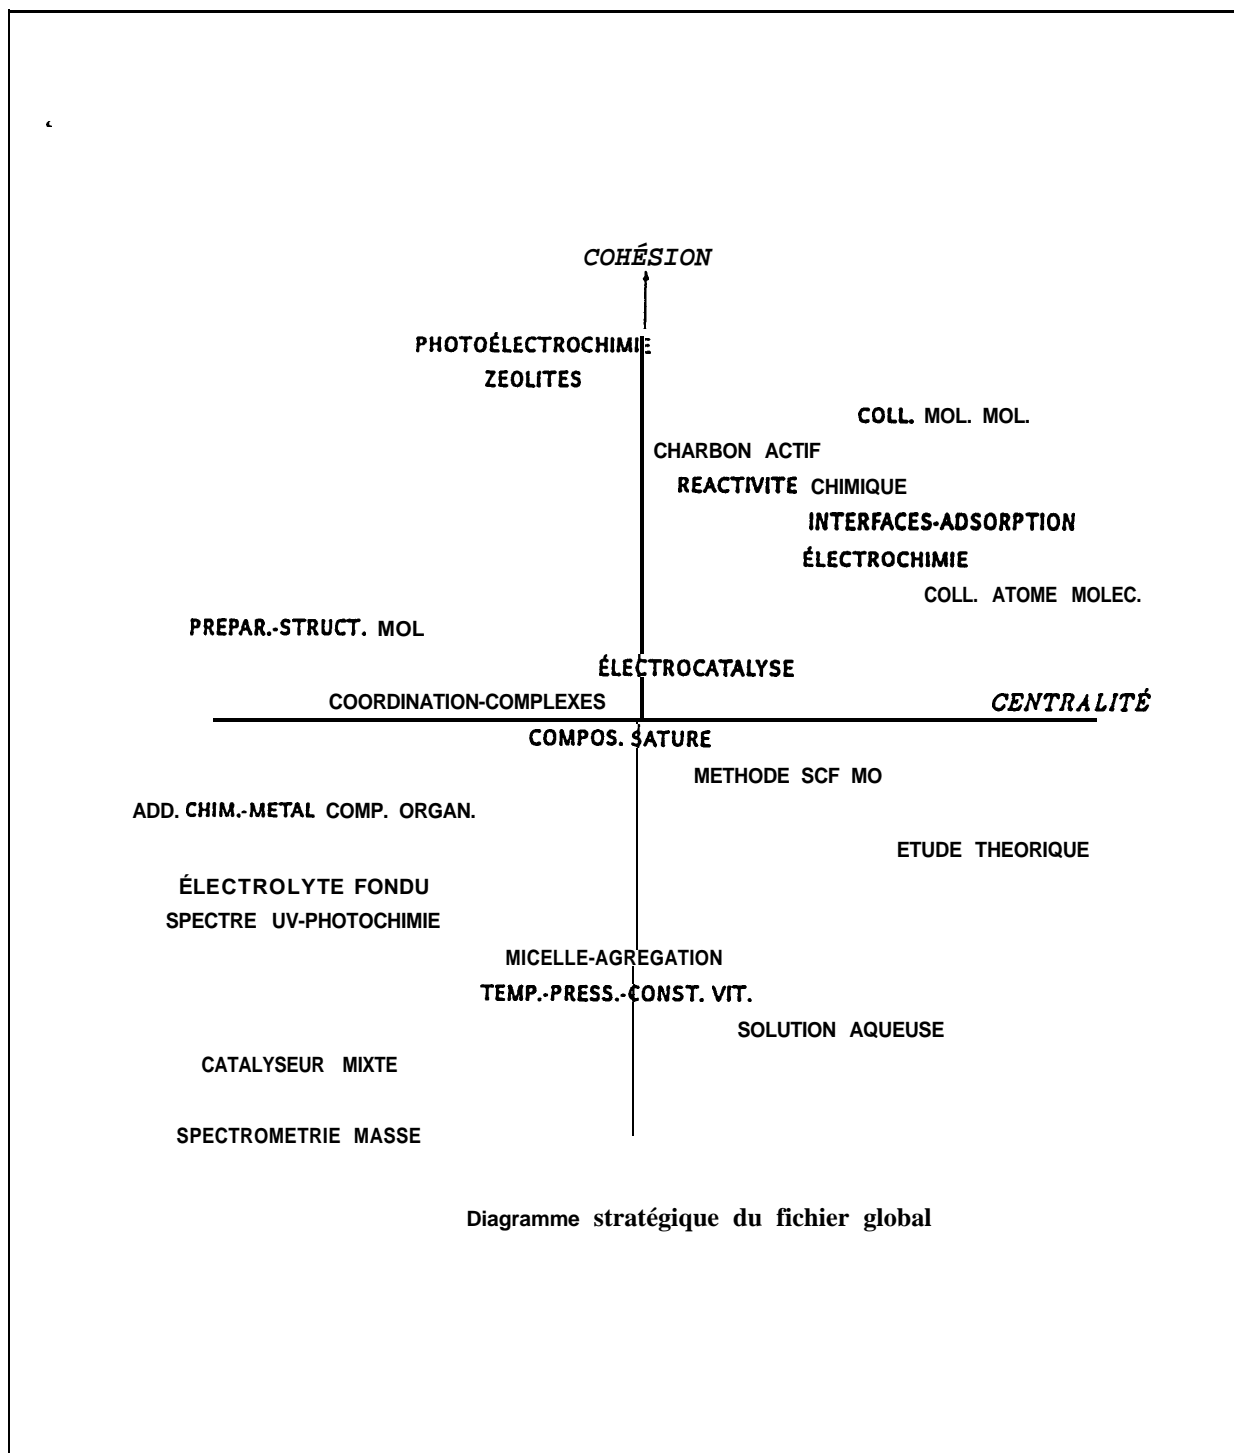 COHÉSION
PHOTOÉLECTROCHIMIE
ZEOLITES
COLL. MOL. MOL.
CHARBON ACTIF
REACTIVITE CHIMIQUE
INTERFACES-ADSORPTION
ÉLECTROCHIMIE
COLL. ATOME MOLEC.
PREPAR.-STRUCT. MOL
ÉLECTROCATALYSE
COORDINATION-COMPLEXES
CENTRALITÉ
COMPOS. SATURE
METHODE SCF MO
ADD. CHIM.-METAL COMP. ORGAN.
ETUDE THEORIQUE
ÉLECTROLYTE FONDU
SPECTRE UV-PHOTOCHIMIE
MICELLE-AGREGATION
TEMP.-PRESS.-CONST. VIT.
SOLUTION AQUEUSE
CATALYSEUR MIXTE
SPECTROMETRIE MASSE
Diagramme stratégique du fichier global